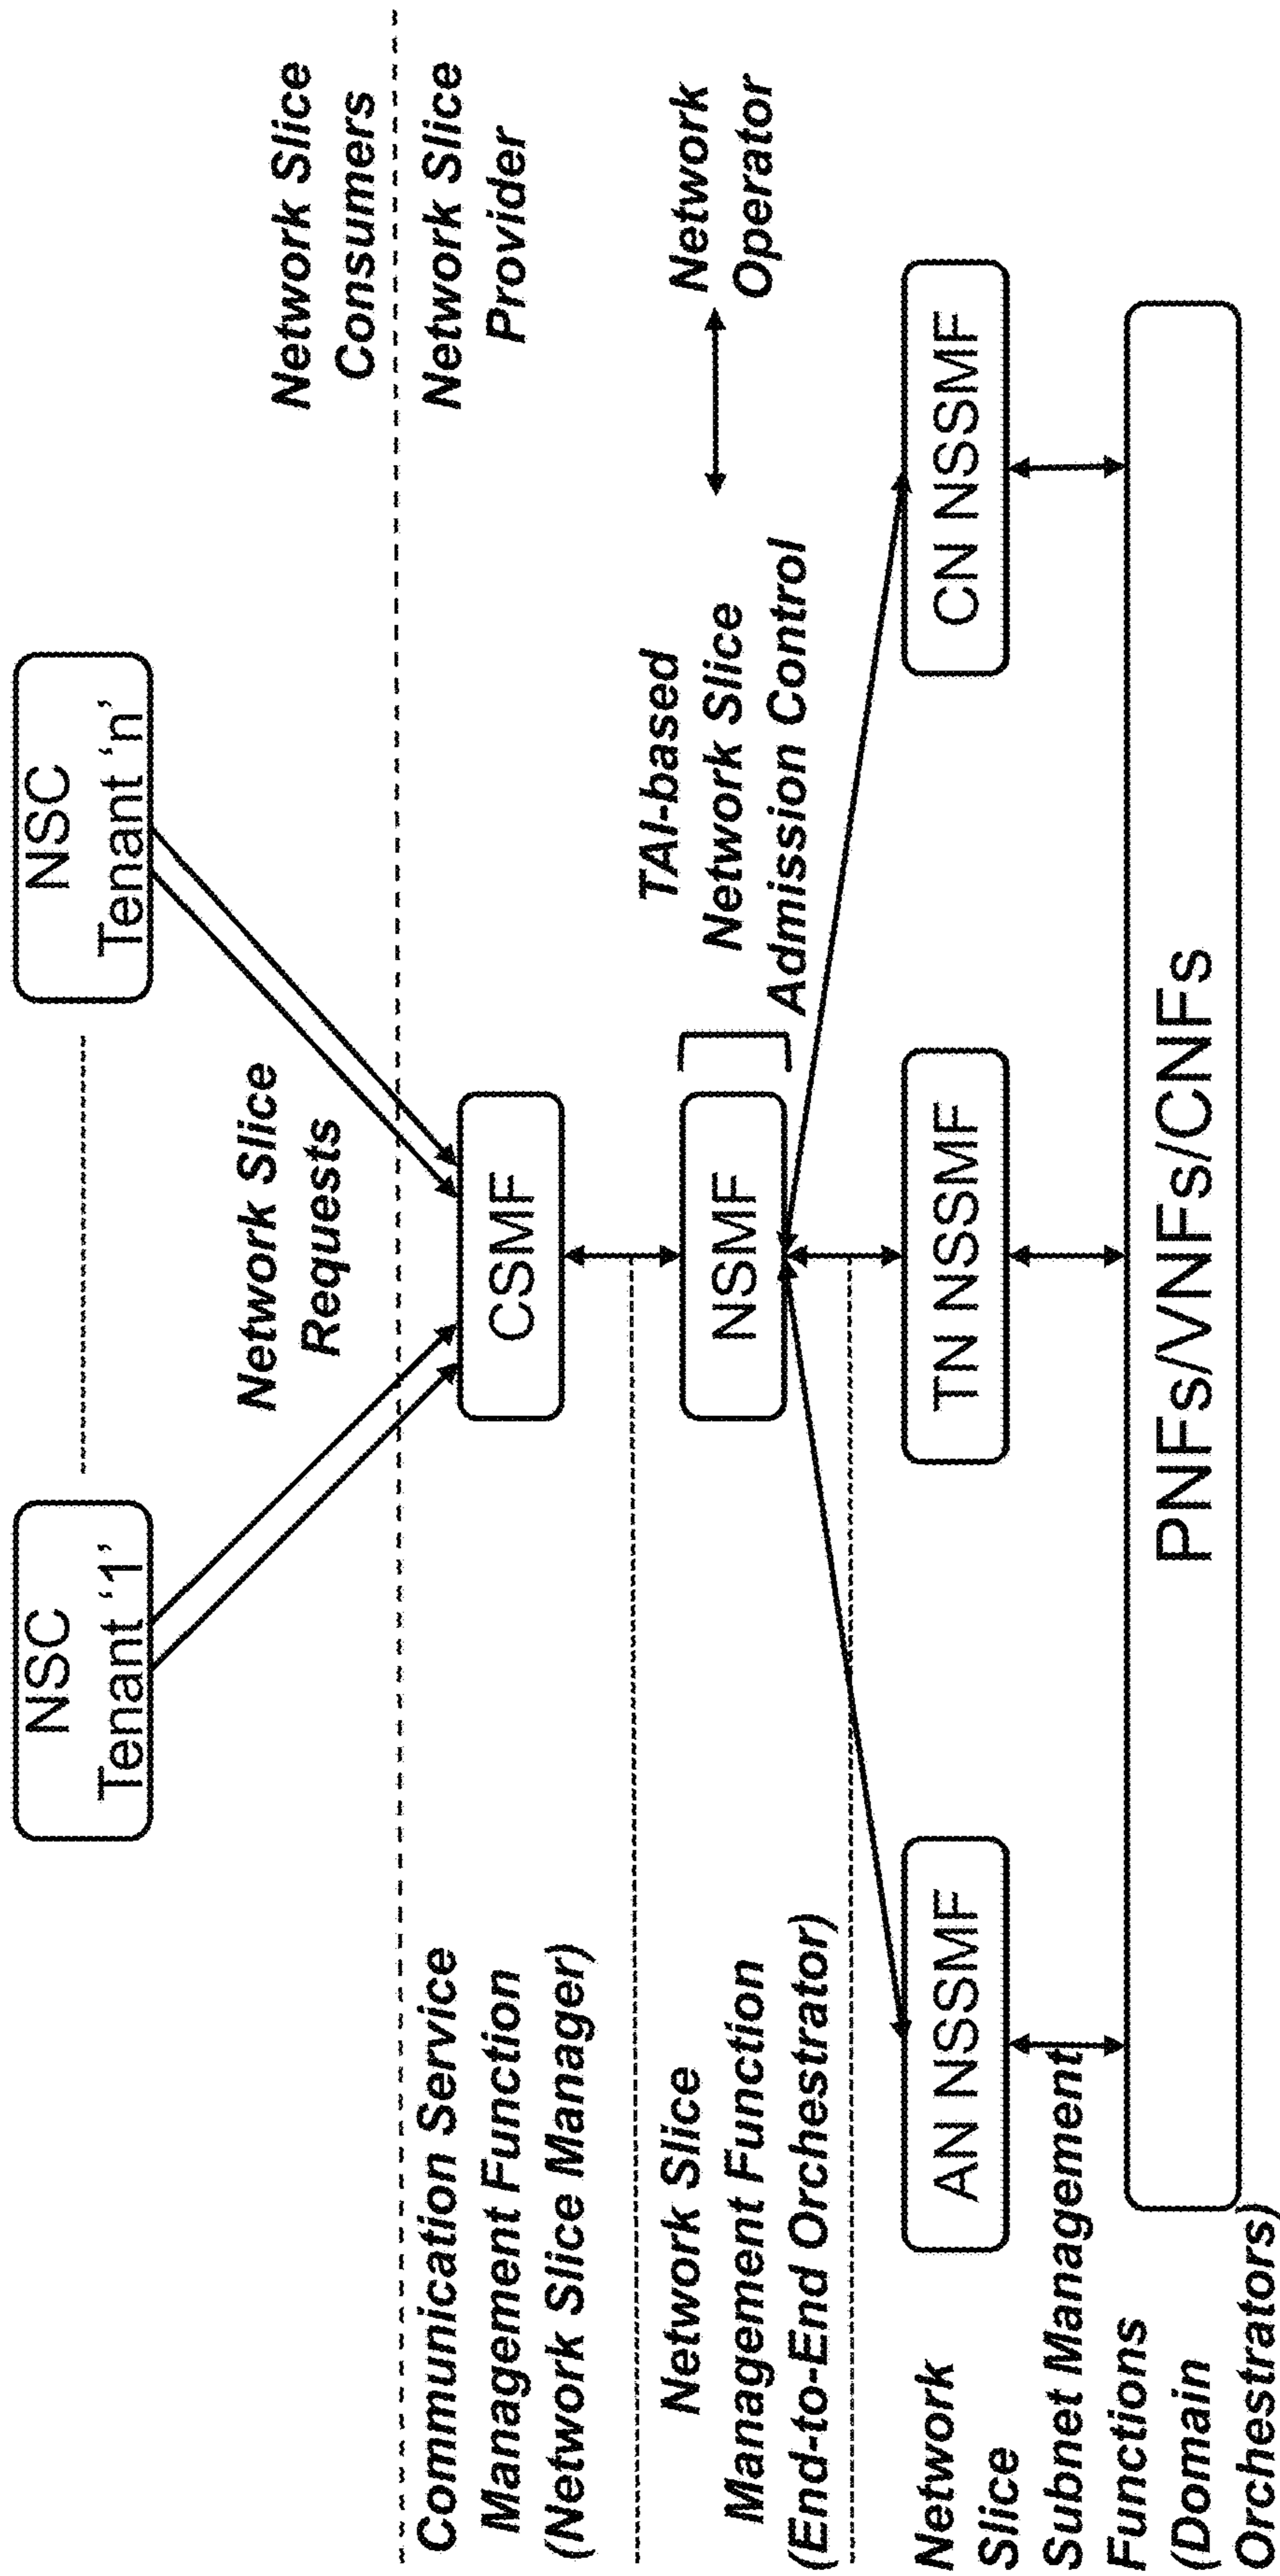 NSC
Tenant ‘1’
NSC
Tenant ‘n’
Network Slice
Requests
Network Slice
Consumers
Network Slice
Provider
Communication Service
Management Function
(Network Slice Manager)
CSMF
Network Slice
Management Function
(End-to-End Orchestrator)
NSMF
TAI-based
Network Slice
Admission Control
Network
Operator
Network
Slice
Subnet Management
Functions
(Domain
Orchestrators)
AN NSSMF
TN NSSMF
CN NSSMF
PNFs/VNFs/CNFs